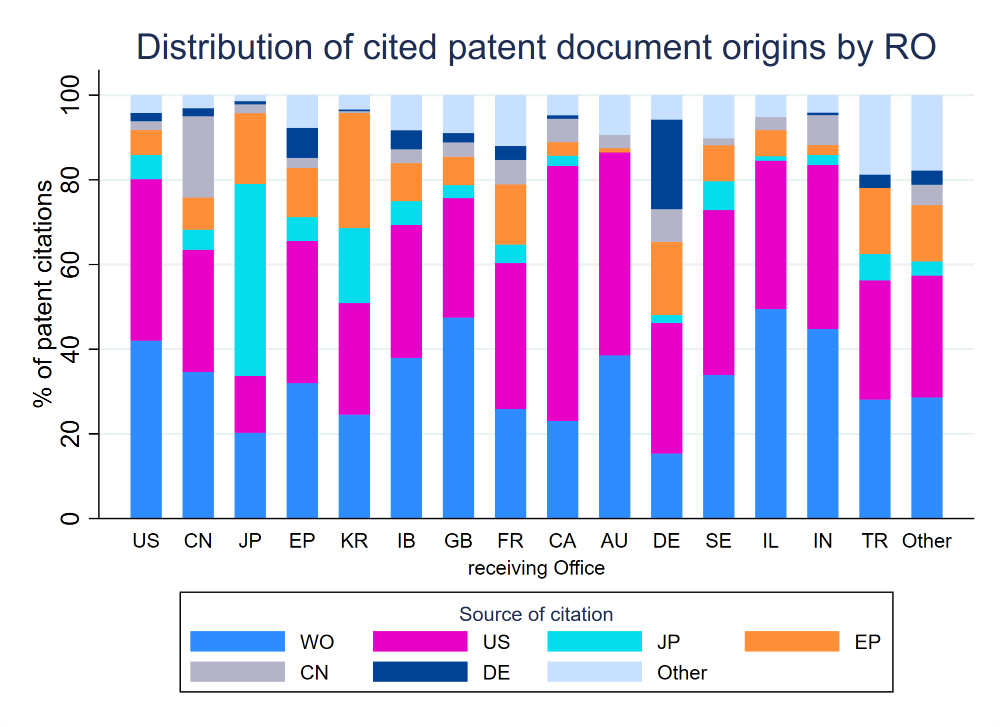 Distribution of cited patent document origins by RO
% of patent citations
100
80
60
40
20
0
US CN JP EP KR IB GB FR CA AU DE SE IL IN TR Other
receiving Office
Source of citation
WO US JP EP
CN DE Other